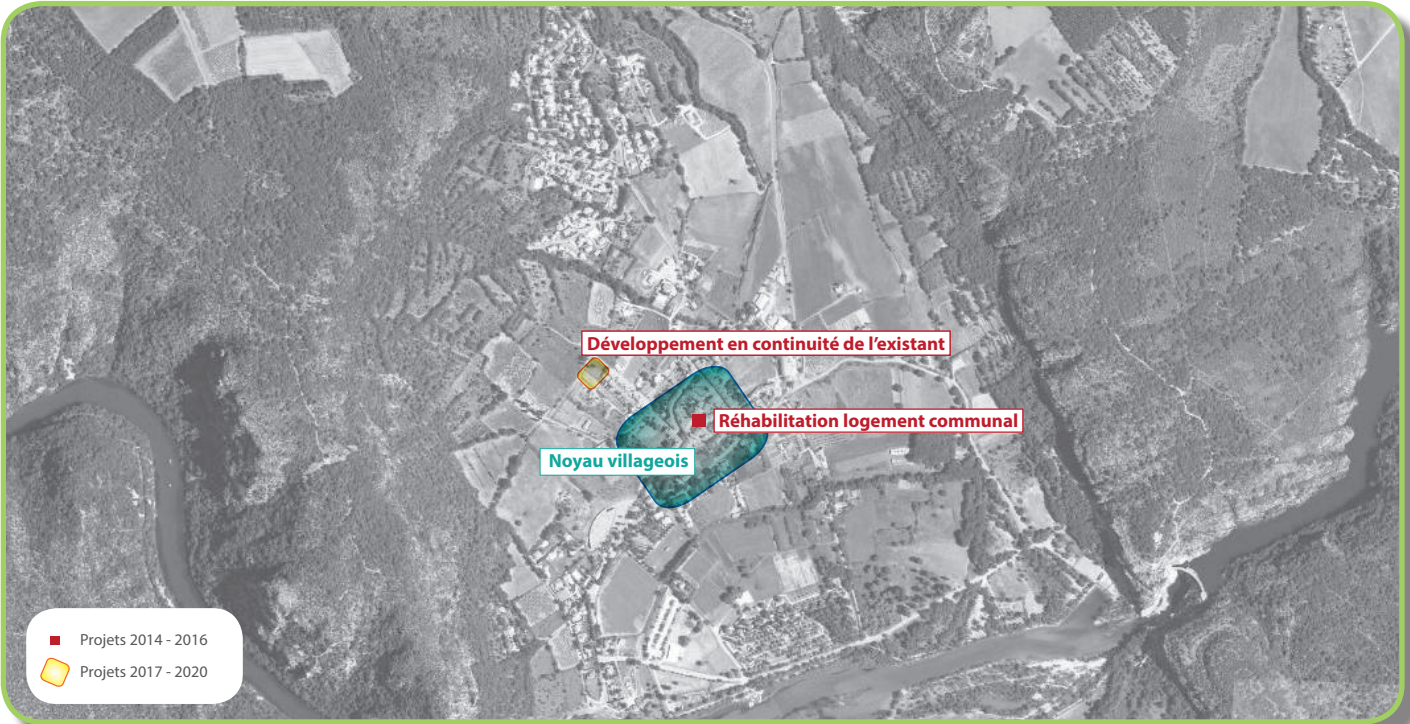 Développement en continuité de l’existant
Réhabilitation logement communal
Noyau villageois
Projets 2014 - 2016
Projets 2017 - 2020